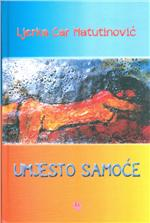 Ljerka Car Matutinović
UMJESTO SAMOĆE